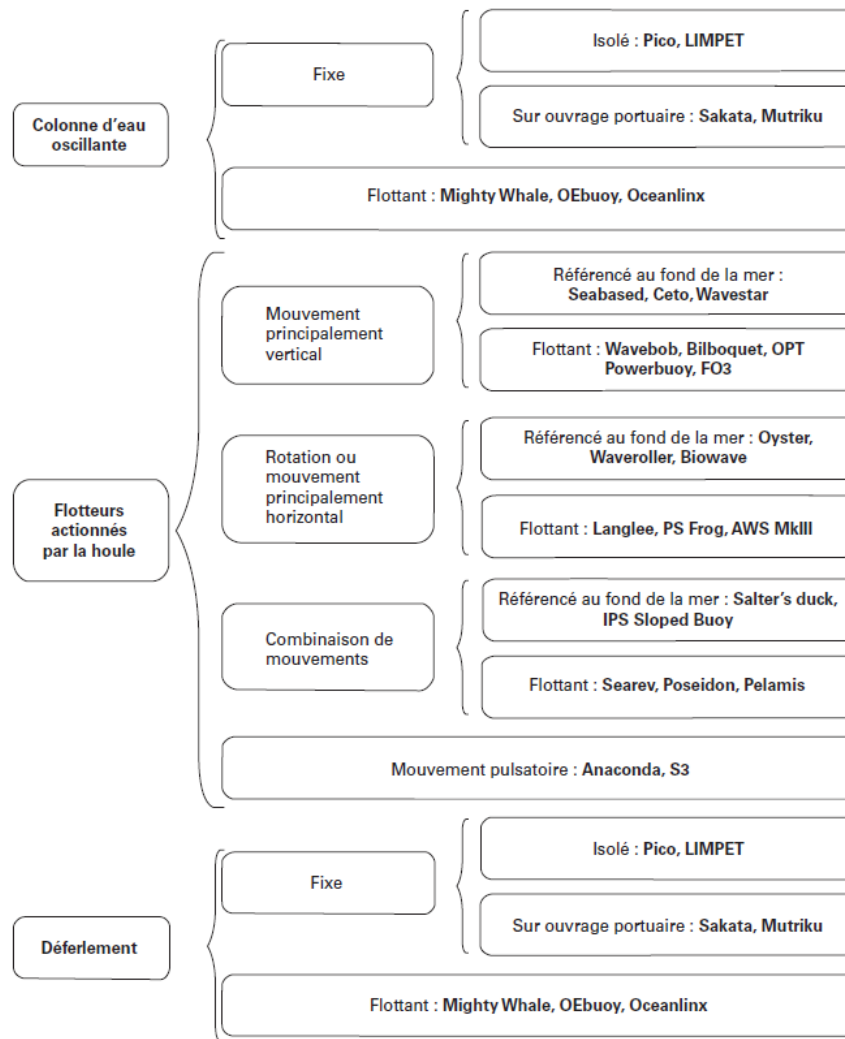 Colonne d'eau
oscillante
Fixe
Isolé : Pico, LIMPET
Sur ouvrage portuaire : Sakata, Mutriku
Flottant : Mighty Whale, OEbuoy, Oceanlinx
Flotteurs
actionnés
par la houle
Mouvement
principalement
vertical
Référencé au fond de la mer :
Seabased, Ceto, Wavestar
Flottant : Wavebob, Bilboquet, OPT
Powerbuoy, FO3
Rotation ou
mouvement
principalement
horizontal
Référencé au fond de la mer : Oyster,
Waveroller, Biowave
Flottant : Langlee, PS Frog, AWS MkIII
Combinaison de
mouvements
Référencé au fond de la mer : Salter's duck,
IPS Sloped Buoy
Flottant : Searev, Poseidon, Pelamis
Mouvement pulsatoire : Anaconda, S3
Déferlement
Fixe
Isolé : Pico, LIMPET
Sur ouvrage portuaire : Sakata, Mutriku
Flottant : Mighty Whale, OEbuoy, Oceanlinx